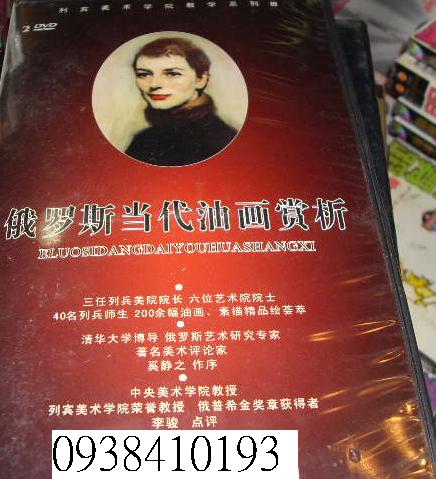 列宾美术学院教学系列辑
2 DVD
俄罗斯当代油画赏析
ELUOSIDANGDAIYOUHUASHANGXI
三任列兵美院院长 六位艺术院院士
40名列兵师生 200余幅油画、素描精品绘荟萃
清华大学博导 俄罗斯艺术研究专家
著名美术评论家
奚静之 作序
中央美术学院教授
列宾美术学院荣誉教授 俄普希金奖章获得者
李骏 点评
0938410193